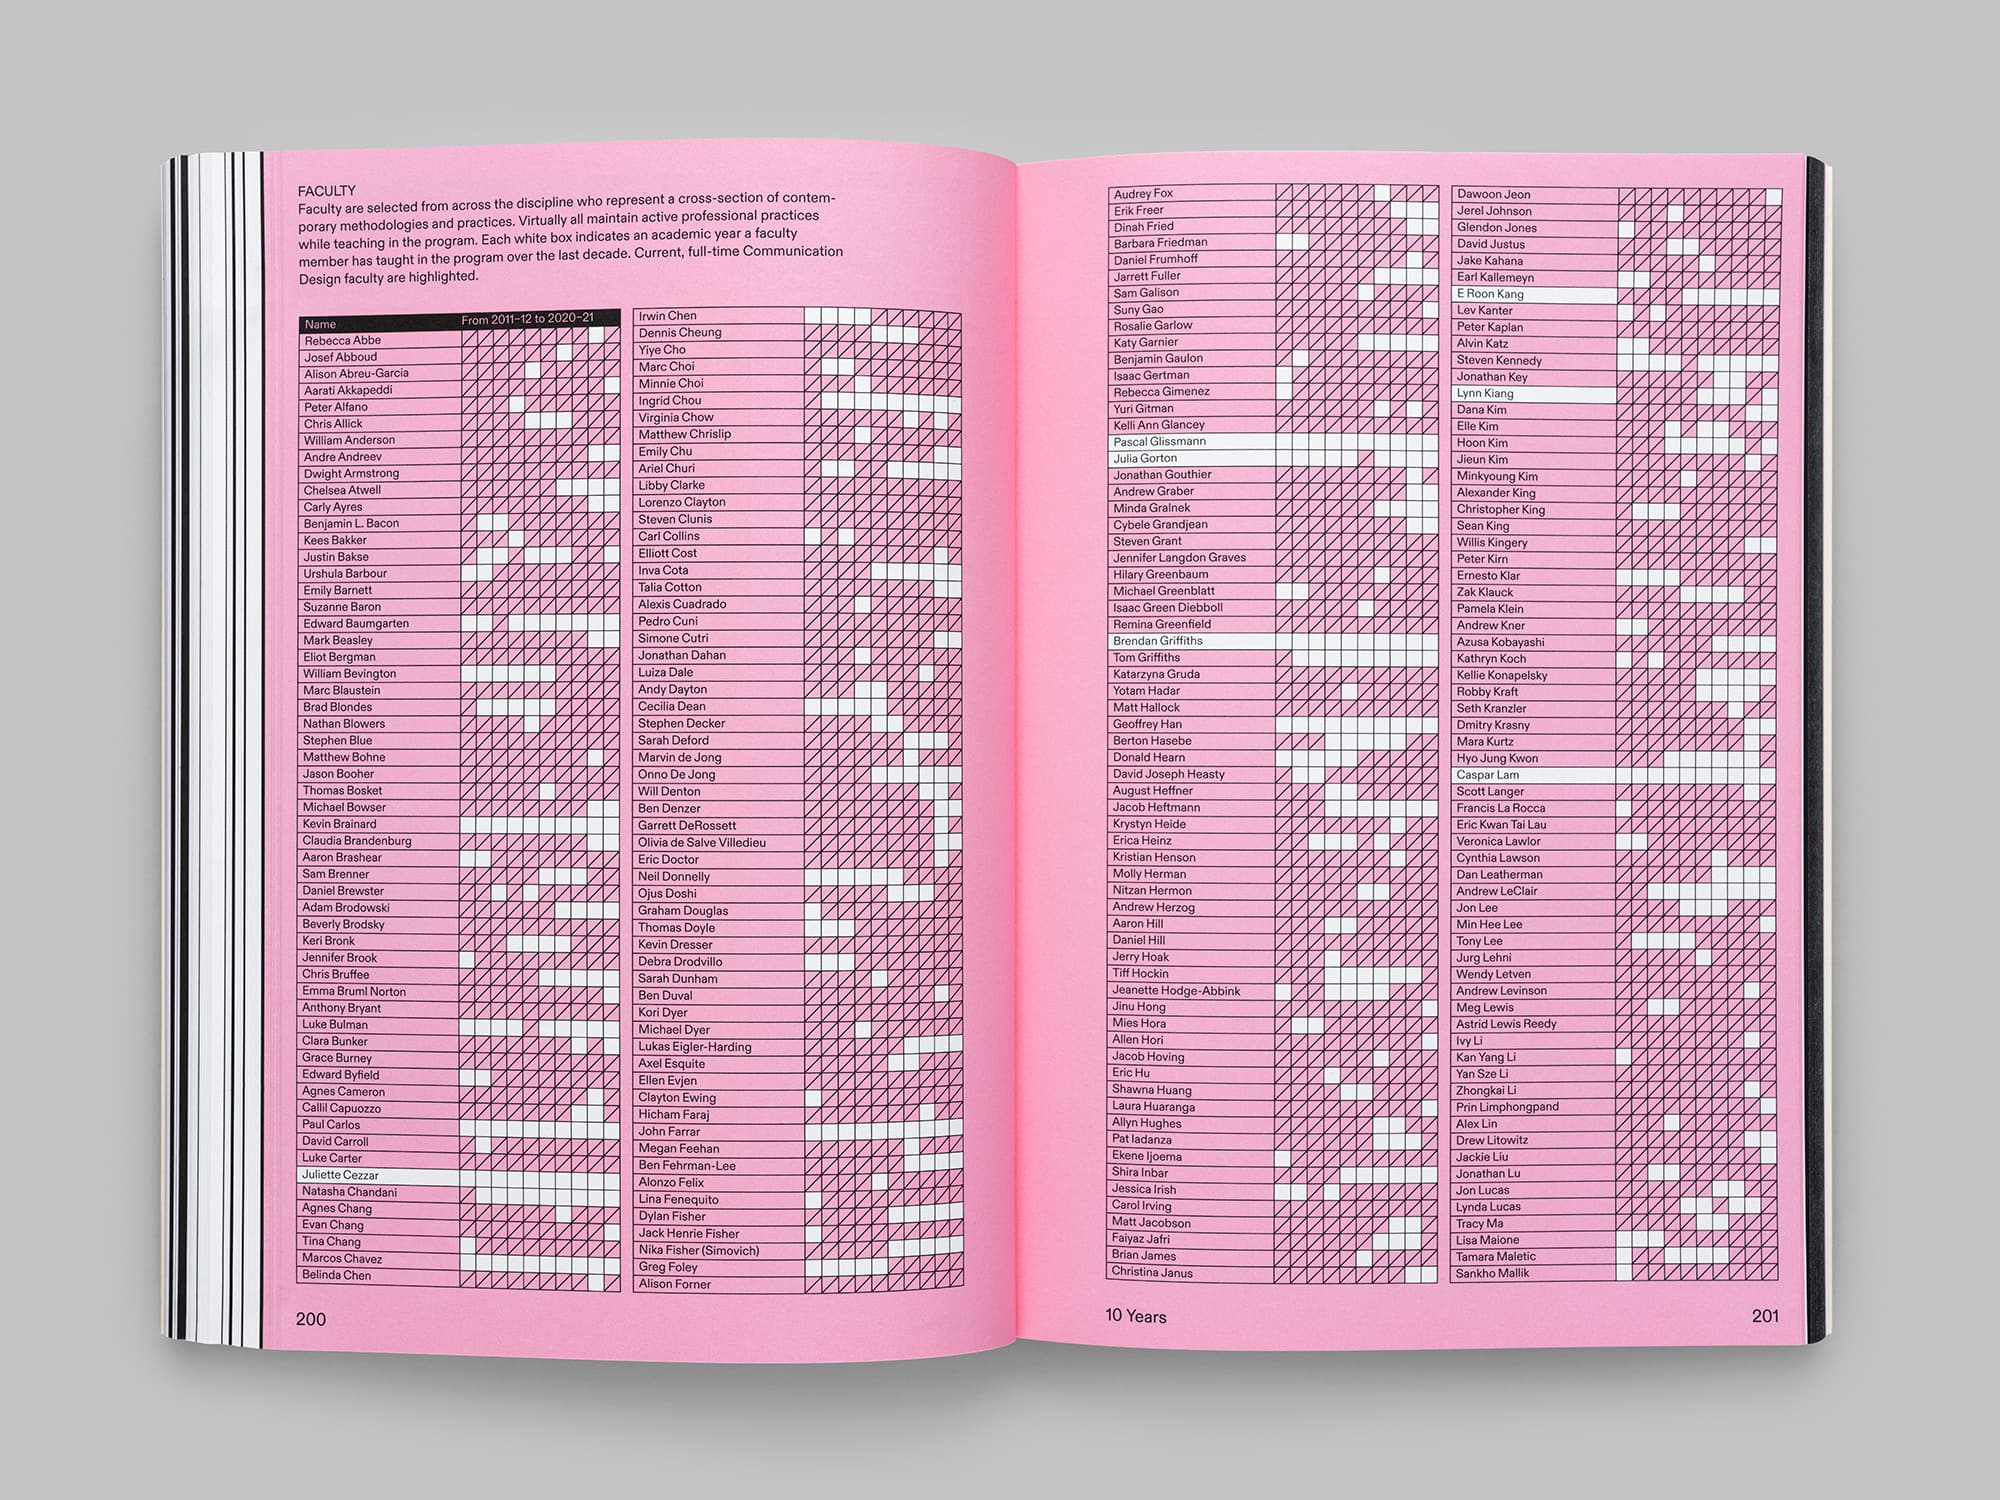 FACULTY
Faculty are selected from across the discipline who represent a cross-section of contem-
porary methodologies and practices. Virtually all maintain active professional practices
while teaching in the program. Each white box indicates an academic year a faculty
member has taught in the program over the last decade. Current, full-time Communication
Design faculty are highlighted.
Name From 2011–12 to 2020–21
Rebecca Abbe
Josef Abboud
Alison Abreu-Garcia
Aarati Akkapeddi
Peter Alfano
Chris Allick
William Anderson
Andre Andreev
Dwight Armstrong
Chelsea Atwell
Carly Ayres
Benjamin L. Bacon
Kees Bakker
Justin Bakse
Urshula Barbour
Emily Barnett
Suzanne Baron
Edward Baumgarten
Mark Beasley
Eliot Bergman
William Bevington
Marc Blaustein
Brad Blondes
Nathan Blowers
Stephen Blue
Matthew Bohne
Jason Booher
Thomas Bosket
Michael Bowser
Kevin Brainard
Claudia Brandenburg
Aaron Brashear
Sam Brenner
Daniel Brewster
Adam Brodowski
Beverly Brodsky
Keri Bronk
Jennifer Brook
Chris Bruffee
Emma Bruml Norton
Anthony Bryant
Luke Bulman
Clara Bunker
Grace Burney
Edward Byfield
Agnes Cameron
Callil Capuozzo
Paul Carlos
David Carroll
Luke Carter
Juliette Cezzar
Natasha Chandani
Agnes Chang
Evan Chang
Tina Chang
Marcos Chavez
Belinda Chen
Irwin Chen
Dennis Cheung
Yiye Cho
Marc Choi
Minnie Choi
Ingrid Chou
Virginia Chow
Matthew Chrislip
Emily Chu
Ariel Churi
Libby Clarke
Lorenzo Clayton
Steven Clunis
Carl Collins
Elliott Cost
Inva Cota
Talia Cotton
Alexis Cuadrado
Pedro Cuni
Simone Cutri
Jonathan Dahan
Luiza Dale
Andy Dayton
Cecilia Dean
Stephen Decker
Sarah Deford
Marvin de Jong
Onno De Jong
Will Denton
Ben Denzer
Garrett DeRossett
Olivia de Salve Villedieu
Eric Doctor
Neil Donnelly
Ojus Doshi
Graham Douglas
Thomas Doyle
Kevin Dresser
Debra Drodvillo
Sarah Dunham
Ben Duval
Kori Dyer
Michael Dyer
Lukas Eigler-Harding
Axel Esquite
Ellen Evjen
Clayton Ewing
Hicham Faraj
John Farrar
Megan Feehan
Ben Fehrman-Lee
Alonzo Felix
Lina Fenequito
Dylan Fisher
Jack Henrie Fisher
Nika Fisher (Simovich)
Greg Foley
Alison Forner
200
Audrey Fox
Erik Freer
Dinah Fried
Barbara Friedman
Daniel Frumhoff
Jarrett Fuller
Sam Galison
Suny Gao
Rosalie Garlow
Katy Garnier
Benjamin Gaulon
Isaac Gertman
Rebecca Gimenez
Yuri Gitman
Kelli Ann Glancey
Pascal Glissmann
Julia Gorton
Jonathan Gouthier
Andrew Graber
Minda Gralnek
Cybele Grandjean
Steven Grant
Jennifer Langdon Graves
Hilary Greenbaum
Michael Greenblatt
Isaac Green Diebboll
Remina Greenfield
Brendan Griffiths
Tom Griffiths
Katarzyna Gruda
Yotam Hadar
Matt Hallock
Geoffrey Han
Berton Hasebe
Donald Hearn
David Joseph Heasty
August Heffner
Jacob Heftmann
Krystyn Heide
Erica Heinz
Kristian Henson
Molly Herman
Nitzan Hermon
Andrew Herzog
Aaron Hill
Daniel Hill
Jerry Hoak
Tiff Hockin
Jeanette Hodge-Abbink
Jinu Hong
Mies Hora
Allen Hori
Jacob Hoving
Eric Hu
Shawna Huang
Laura Huaranga
Allyn Hughes
Pat Iadanza
Ekene Ijeoma
Shira Inbar
Jessica Irish
Carol Irving
Matt Jacobson
Faiyaz Jafri
Brian James
Christina Janus
Dawoon Jeon
Jerel Johnson
Glendon Jones
David Justus
Jake Kahana
Earl Kallemeyn
E Roon Kang
Lev Kanter
Peter Kaplan
Alvin Katz
Steven Kennedy
Jonathan Key
Lynn Kiang
Dana Kim
Elle Kim
Hoon Kim
Jieun Kim
Minkyoung Kim
Alexander King
Christopher King
Sean King
Willis Kingery
Peter Kirn
Ernesto Klar
Zak Klauck
Pamela Klein
Andrew Kner
Azusa Kobayashi
Kathryn Koch
Kellie Konapelsky
Robby Kraft
Seth Kranzler
Dmitry Krasny
Mara Kurtz
Hyo Jung Kwon
Caspar Lam
Scott Langer
Francis La Rocca
Eric Kwan Tai Lau
Veronica Lawlor
Cynthia Lawson
Dan Leatherman
Andrew LeClair
Jon Lee
Min Hee Lee
Tony Lee
Jurg Lehni
Wendy Letven
Andrew Levinson
Meg Lewis
Astrid Lewis Reedy
Ivy Li
Kan Yang Li
Yan Sze Li
Zhongkai Li
Prin Limphongpand
Alex Lin
Drew Litowitz
Jackie Liu
Jonathan Lu
Jon Lucas
Lynda Lucas
Tracy Ma
Lisa Maione
Tamara Maletic
Sankho Mallik
10 Years
201